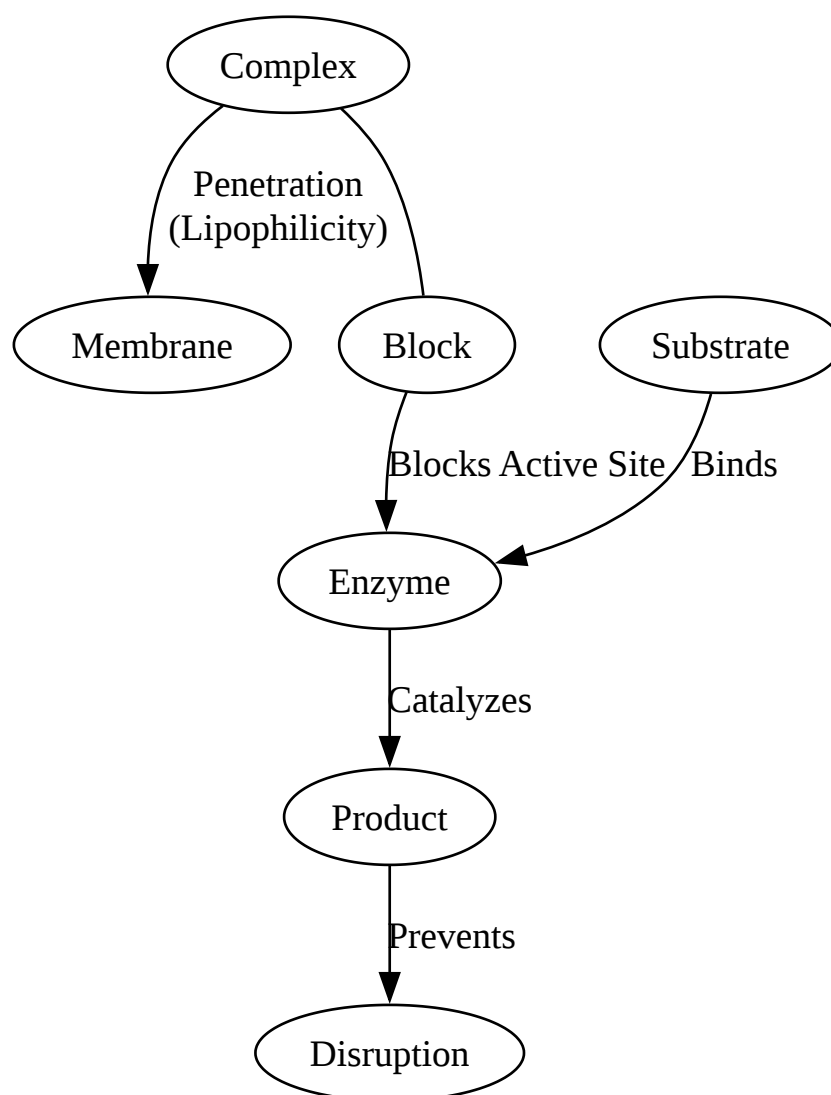 Complex
Penetration
(Lipophilicity)
Membrane
Block
Substrate
Blocks Active Site
Binds
Enzyme
Catalyzes
Product
Prevents
Disruption